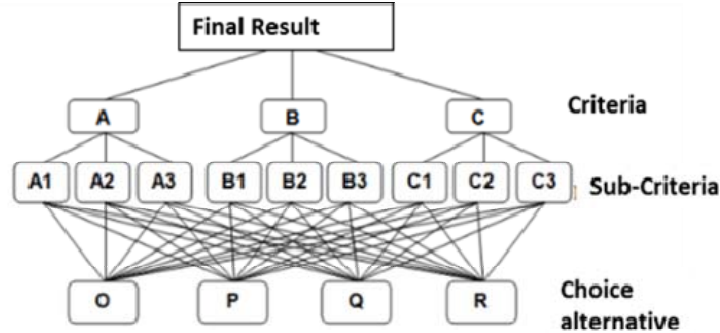 Final Result
A B C Criteria
A1 A2 A3 B1 B2 B3 C1 C2 C3 Sub-Criteria
O P Q R Choice
alternative